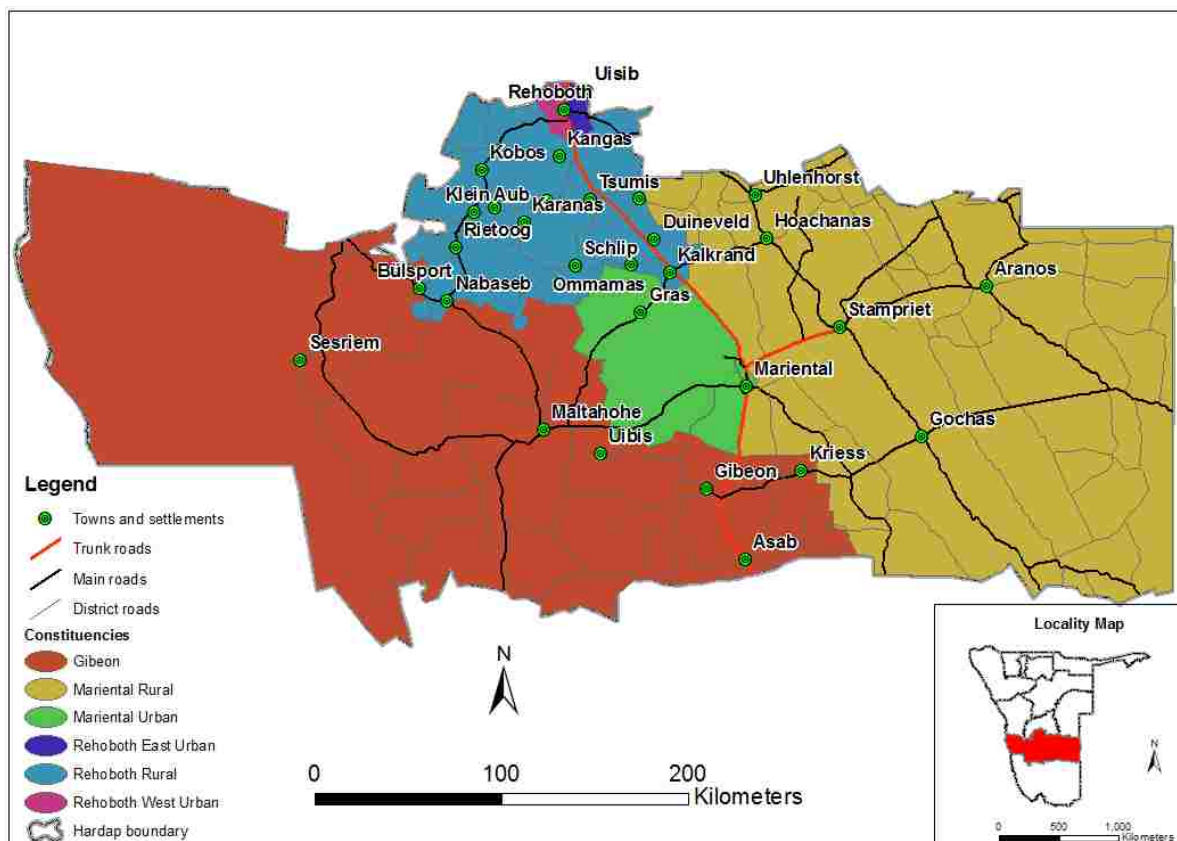 Uisib
Rehoboth
Kangas
Kobos
Uhlenhorst
Klein Aub
Karanas
Tsumis
Rietoog
Duineveld
Hoachanas
Schlip
Kalkrand
Aranos
Bülsport
Nabaseb
Ommamas
Gras
Stampriet
Sesriem
Mariental
Maltahohe
Gochas
Uibis
Kriess
Gibeon
Asab
Legend
Towns and settlements
Trunk roads
Main roads
District roads
Constituencies
Gibeon
Mariental Rural
Mariental Urban
Rehoboth East Urban
Rehoboth Rural
Rehoboth West Urban
Hardap boundary
N
0 100 200
Kilometers
Locality Map
N
0 500 1,000
Kilometers